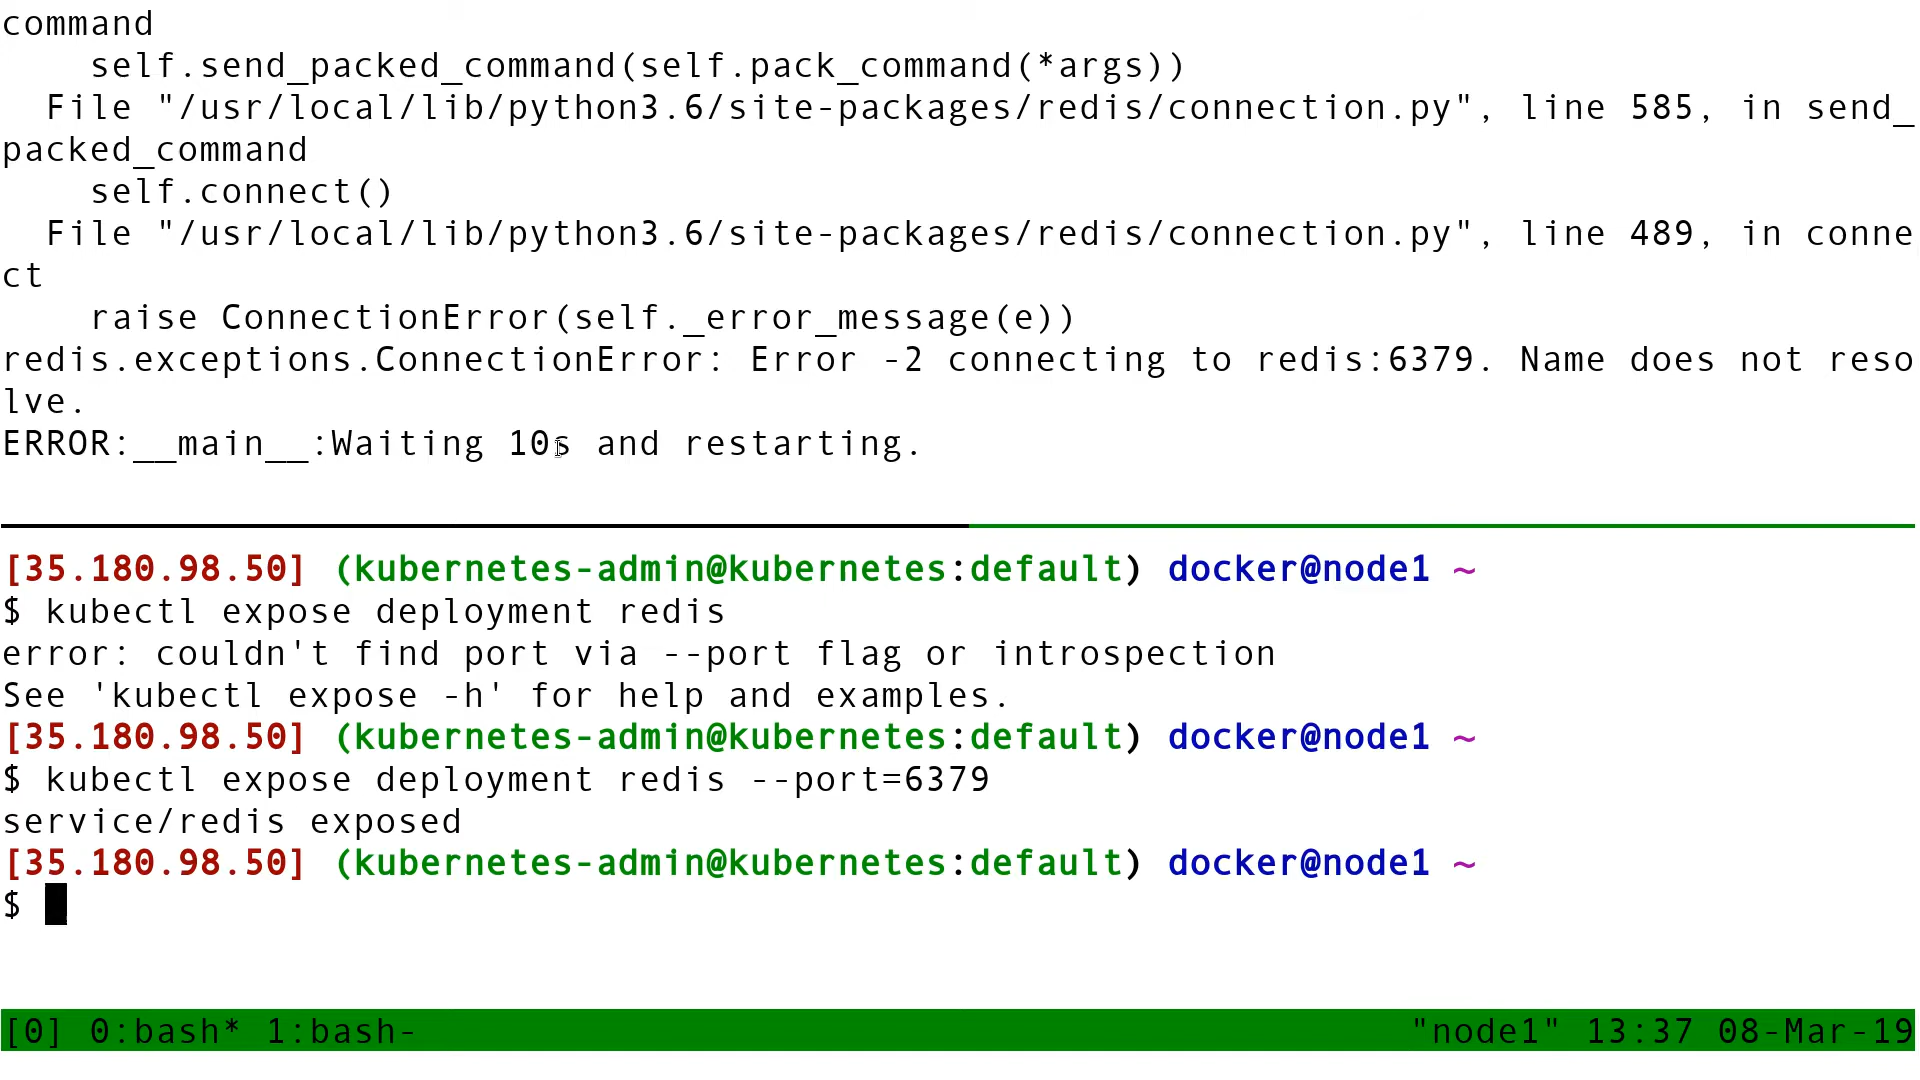 command
    self.send_packed_command(self.pack_command(*args))
  File "/usr/local/lib/python3.6/site-packages/redis/connection.py", line 585, in send_
packed_command
    self.connect()
  File "/usr/local/lib/python3.6/site-packages/redis/connection.py", line 489, in conne
ct
    raise ConnectionError(self._error_message(e))
redis.exceptions.ConnectionError: Error -2 connecting to redis:6379. Name does not reso
lve.
ERROR:__main__:Waiting 10s and restarting.
[35.180.98.50] (kubernetes-admin@kubernetes:default) docker@node1 ~
$ kubectl expose deployment redis
error: couldn't find port via --port flag or introspection
See 'kubectl expose -h' for help and examples.
[35.180.98.50] (kubernetes-admin@kubernetes:default) docker@node1 ~
$ kubectl expose deployment redis --port=6379
service/redis exposed
[35.180.98.50] (kubernetes-admin@kubernetes:default) docker@node1 ~
$
[0] 0:bash* 1:bash- "node1" 13:37 08-Mar-19